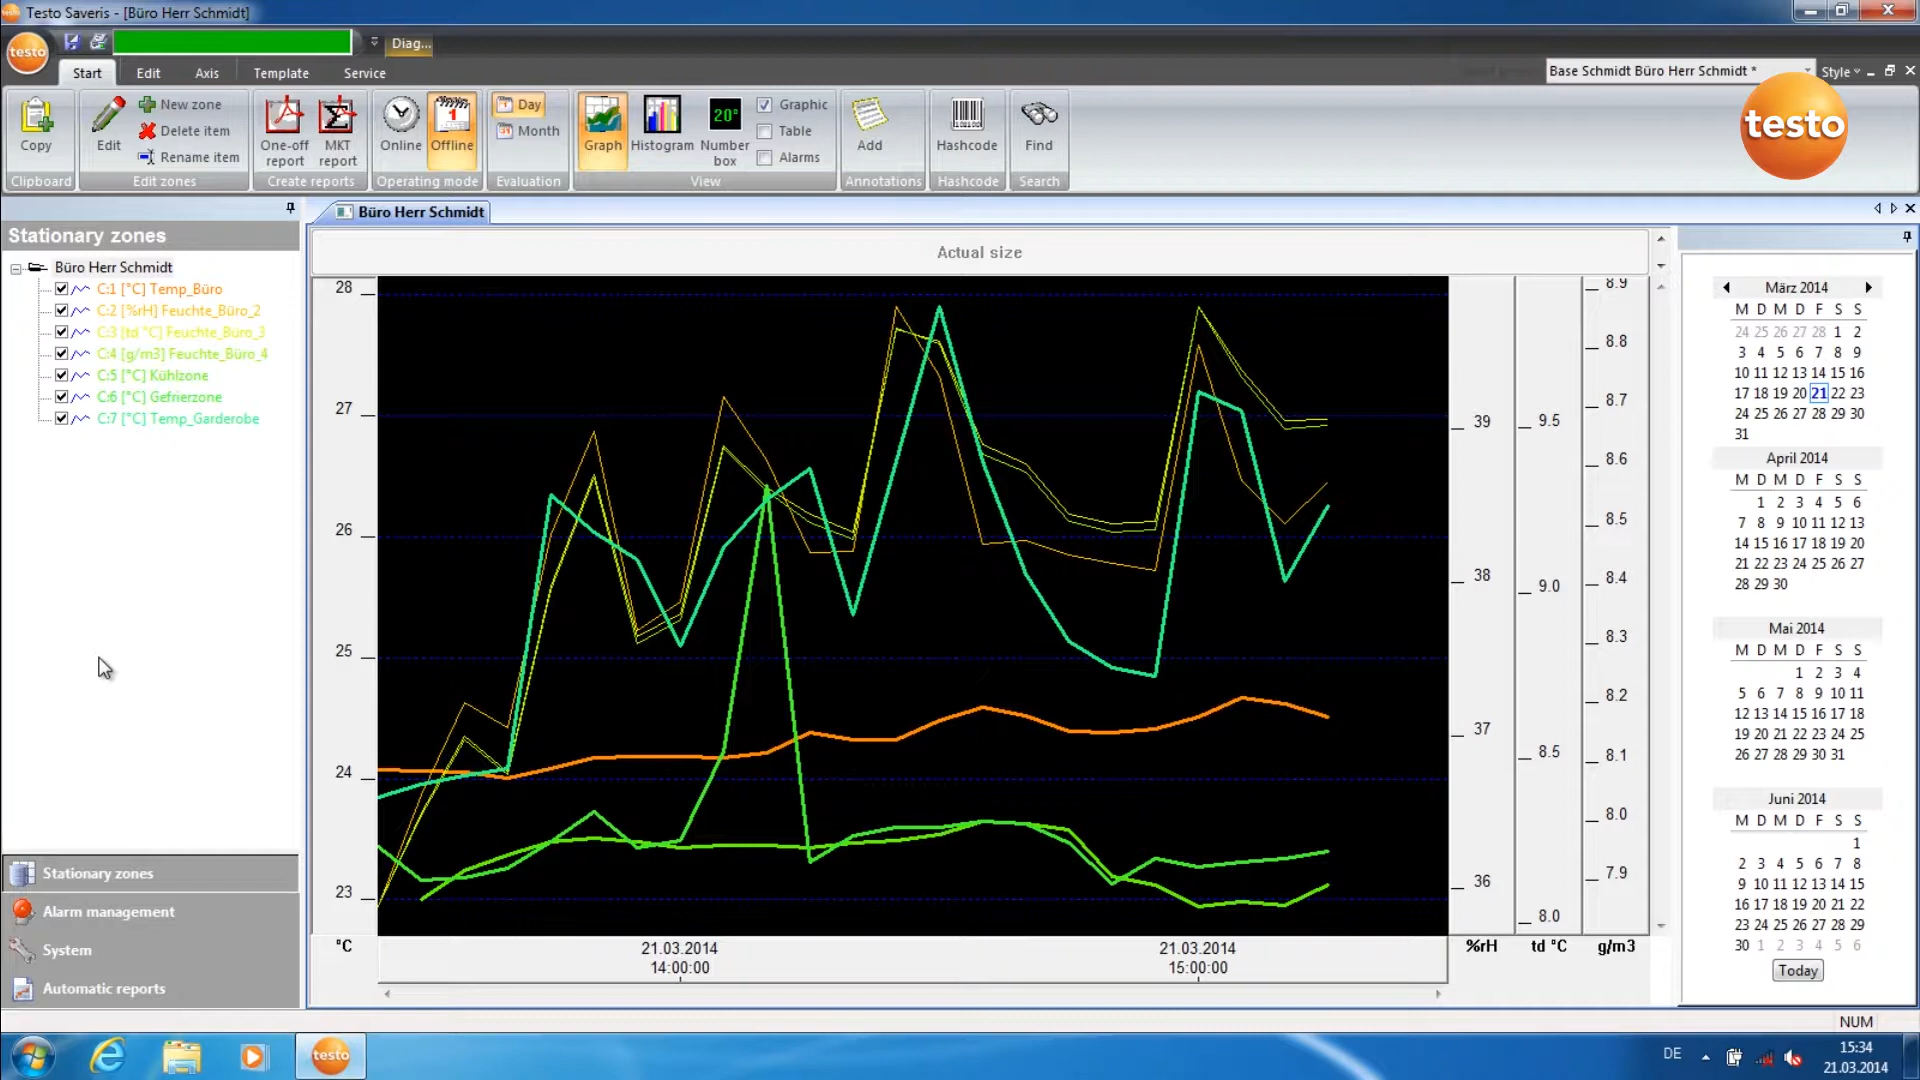 Testo Saveris - [Büro Herr Schmidt]
testo
Diag...
Start Edit Axis Template Service
Base Schmidt Büro Herr Schmidt *
Style
testo
Copy
Clipboard
Edit
New zone
Delete item
Rename item
Edit zones
One-off report
MKT report
Create reports
Online
Offline
Operating mode
Day
Month
Evaluation
Graph
Histogram
Number box
20°
Graphic
Table
Alarms
View
Add
Annotations
Hashcode
Hashcode
Find
Search
Stationary zones
Büro Herr Schmidt
C:1 [°C] Temp_Büro
C:2 [%rH] Feuchte_Büro_2
C:3 [td °C] Feuchte_Büro_3
C:4 [g/m3] Feuchte_Büro_4
C:5 [°C] Kühlzone
C:6 [°C] Gefrierzone
C:7 [°C] Temp_Garderobe
Stationary zones
Alarm management
System
Automatic reports
Büro Herr Schmidt
Actual size
28
27
26
25
24
23
°C
21.03.2014
14:00:00
21.03.2014
15:00:00
39
38
37
36
%rH
9.5
9.0
8.5
8.0
td °C
8.9
8.8
8.7
8.6
8.5
8.4
8.3
8.2
8.1
8.0
7.9
g/m3
März 2014
M D M D F S S
24 25 26 27 28 1 2
3 4 5 6 7 8 9
10 11 12 13 14 15 16
17 18 19 20 21 22 23
24 25 26 27 28 29 30
31
April 2014
M D M D F S S
1 2 3 4 5 6
7 8 9 10 11 12 13
14 15 16 17 18 19 20
21 22 23 24 25 26 27
28 29 30
Mai 2014
M D M D F S S
1 2 3 4
5 6 7 8 9 10 11
12 13 14 15 16 17 18
19 20 21 22 23 24 25
26 27 28 29 30 31
Juni 2014
M D M D F S S
1
2 3 4 5 6 7 8
9 10 11 12 13 14 15
16 17 18 19 20 21 22
23 24 25 26 27 28 29
30 1 2 3 4 5 6
Today
NUM
testo
DE
15:34
21.03.2014